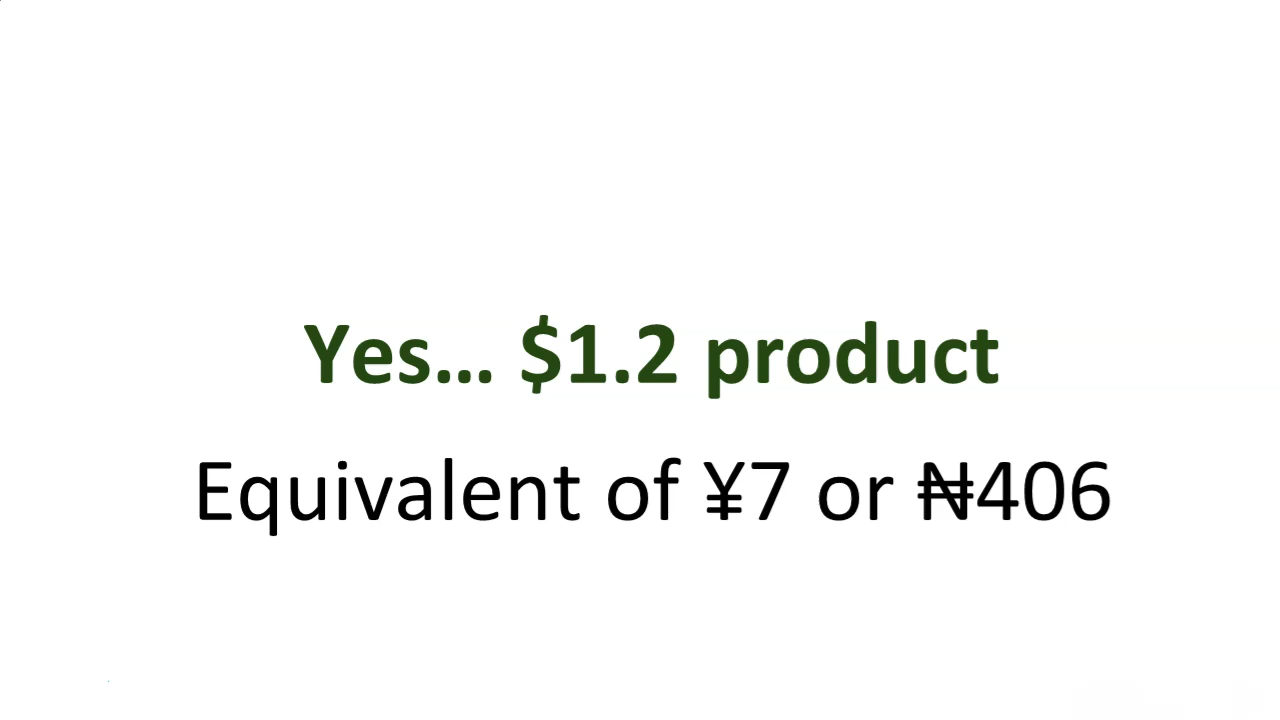 Yes... $1.2 product
Equivalent of ¥7 or ₦406